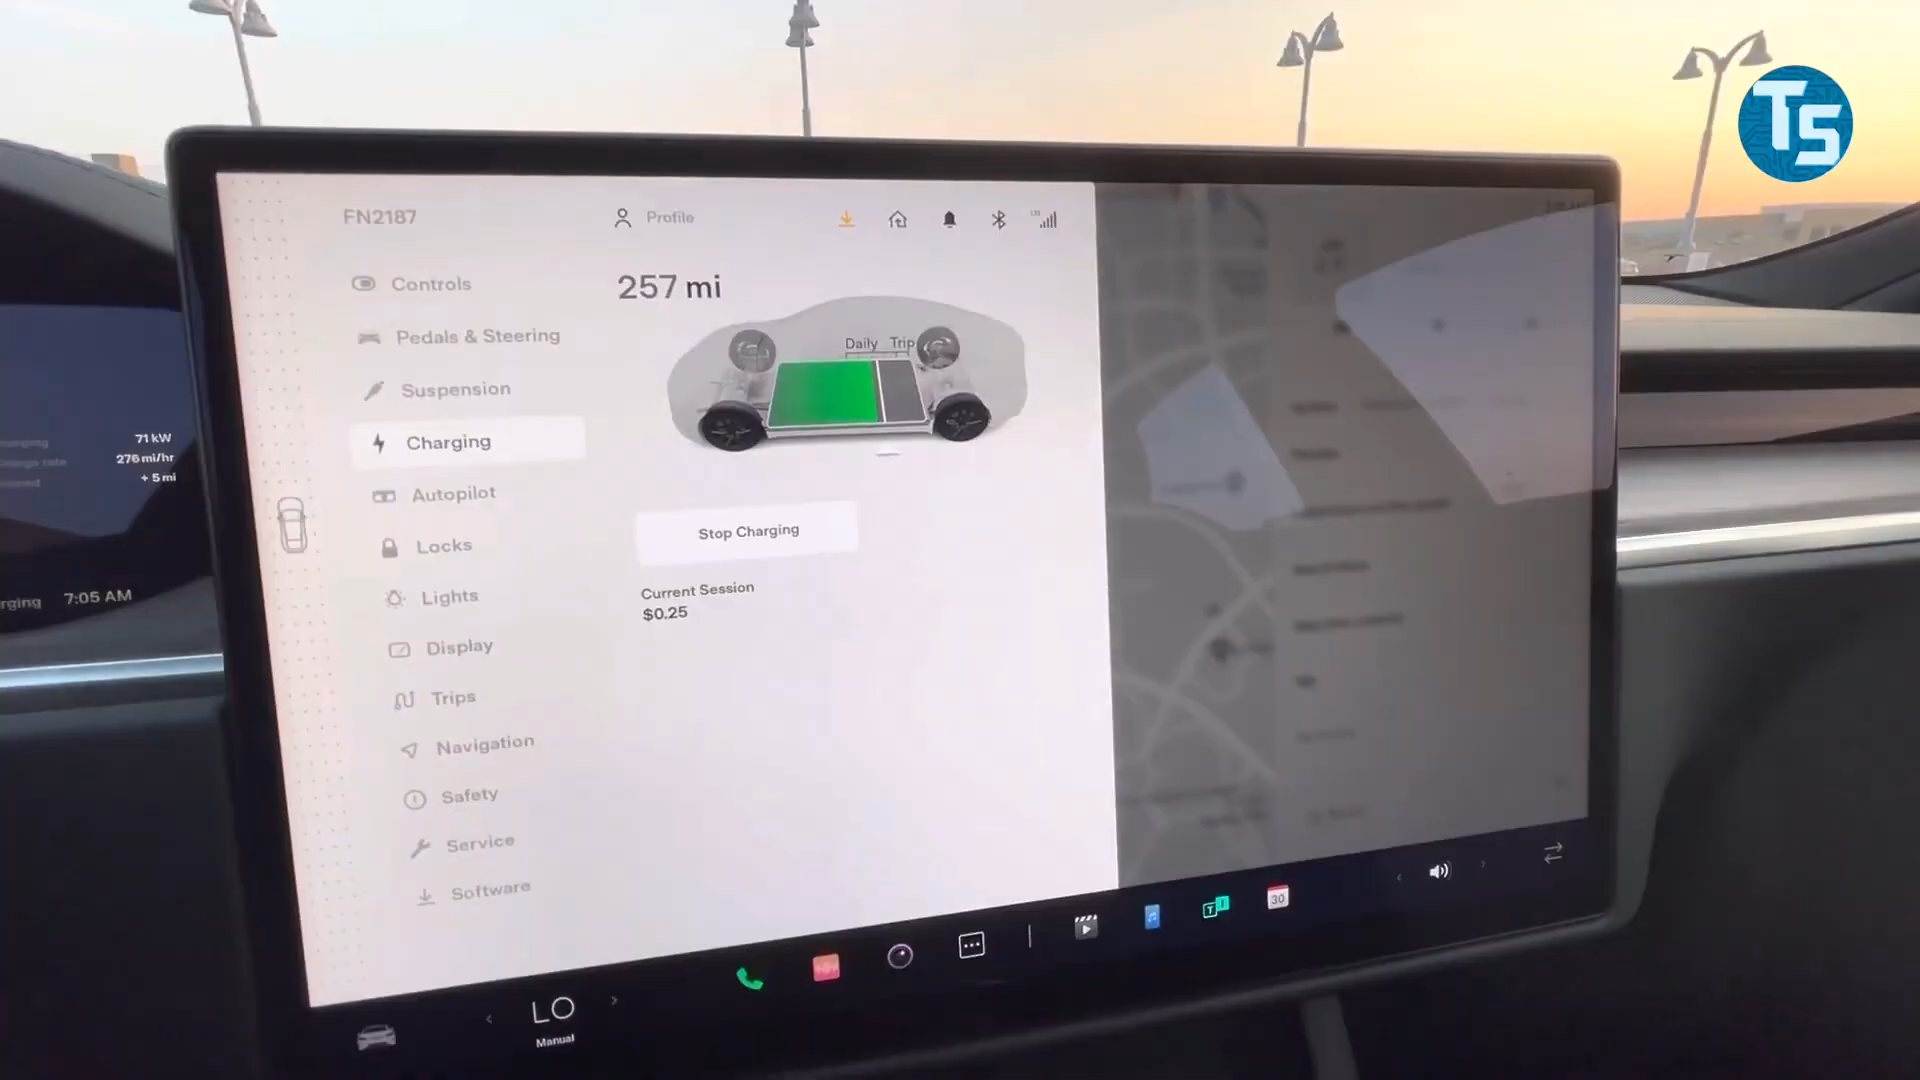 TS
FN2187
Profile
LTE
Controls
257 mi
Pedals & Steering
Daily Trip
Suspension
Charging
71 kW
276 mi/hr
+ 5 mi
Autopilot
Stop Charging
Locks
Current Session
$0.25
Lights
7:05 AM
Display
Trips
Navigation
Safety
Service
Software
30
LO
Manual